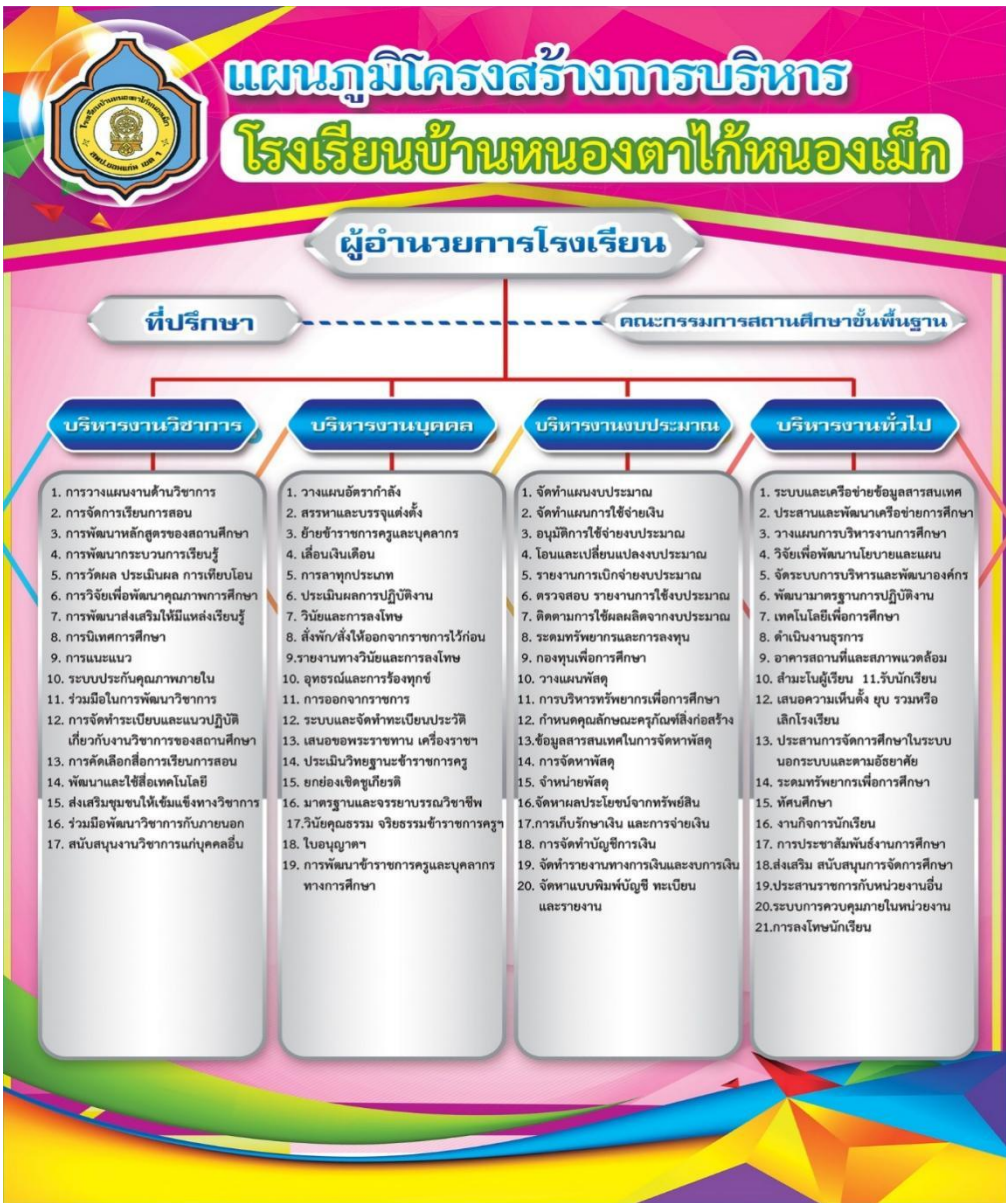 แผนภูมิโครงสร้างการบริหาร
โรงเรียนบ้านหนองตาไก้หนองเม็ก
โรงเรียนบ้านหนองตาไก้หนองเม็ก
สพป.ขอนแก่น เขต 1
ผู้อำนวยการโรงเรียน
ที่ปรึกษา
คณะกรรมการสถานศึกษาขั้นพื้นฐาน
บริหารงานวิชาการ
1. การวางแผนงานด้านวิชาการ
2. การจัดการเรียนการสอน
3. การพัฒนาหลักสูตรของสถานศึกษา
4. การพัฒนากระบวนการเรียนรู้
5. การวัดผล ประเมินผล การเทียบโอน
6. การวิจัยเพื่อพัฒนาคุณภาพการศึกษา
7. การพัฒนาส่งเสริมให้มีแหล่งเรียนรู้
8. การนิเทศการศึกษา
9. การแนะแนว
10. ระบบประกันคุณภาพภายใน
11. ร่วมมือในการพัฒนาวิชาการ
12. การจัดทำระเบียบและแนวปฏิบัติ
เกี่ยวกับงานวิชาการของสถานศึกษา
13. การคัดเลือกสื่อการเรียนการสอน
14. พัฒนาและใช้สื่อเทคโนโลยี
15. ส่งเสริมชุมชนให้เข้มแข็งทางวิชาการ
16. ร่วมมือพัฒนาวิชาการกับภายนอก
17. สนับสนุนงานวิชาการแก่บุคคลอื่น
บริหารงานบุคคล
1. วางแผนอัตรากำลัง
2. สรรหาและบรรจุแต่งตั้ง
3. ย้ายข้าราชการครูและบุคลากร
4. เลื่อนเงินเดือน
5. การลาทุกประเภท
6. ประเมินผลการปฏิบัติงาน
7. วินัยและการลงโทษ
8. สั่งพัก/สั่งให้ออกจากราชการไว้ก่อน
9.รายงานทางวินัยและการลงโทษ
10. อุทธรณ์และการร้องทุกข์
11. การออกจากราชการ
12. ระบบและจัดทำทะเบียนประวัติ
13. เสนอขอพระราชทาน เครื่องราชฯ
14. ประเมินวิทยฐานะข้าราชการครู
15. ยกย่องเชิดชูเกียรติ
16. มาตรฐานและจรรยาบรรณวิชาชีพ
17.วินัยคุณธรรม จริยธรรมข้าราชการครูฯ
18. ใบอนุญาตฯ
19. การพัฒนาข้าราชการครูและบุคลากร
ทางการศึกษา
บริหารงานงบประมาณ
1. จัดทำแผนงบประมาณ
2. จัดทำแผนการใช้จ่ายเงิน
3. อนุมัติการใช้จ่ายงบประมาณ
4. โอนและเปลี่ยนแปลงงบประมาณ
5. รายงานการเบิกจ่ายงบประมาณ
6. ตรวจสอบ รายงานการใช้งบประมาณ
7. ติดตามการใช้ผลผลิตจากงบประมาณ
8. ระดมทรัพยากรและการลงทุน
9. กองทุนเพื่อการศึกษา
10. วางแผนพัสดุ
11. การบริหารทรัพยากรเพื่อการศึกษา
12. กำหนดคุณลักษณะครุภัณฑ์สิ่งก่อสร้าง
13.ข้อมูลสารสนเทศในการจัดหาพัสดุ
14. การจัดหาพัสดุ
15. จำหน่ายพัสดุ
16.จัดหาผลประโยชน์จากทรัพย์สิน
17.การเก็บรักษาเงิน และการจ่ายเงิน
18. การจัดทำบัญชีการเงิน
19. จัดทำรายงานทางการเงินและงบการเงิน
20. จัดหาแบบพิมพ์บัญชี ทะเบียน
และรายงาน
บริหารงานทั่วไป
1. ระบบและเครือข่ายข้อมูลสารสนเทศ
2. ประสานและพัฒนาเครือข่ายการศึกษา
3. วางแผนการบริหารงานการศึกษา
4. วิจัยเพื่อพัฒนานโยบายและแผน
5. จัดระบบการบริหารและพัฒนาองค์กร
6. พัฒนามาตรฐานการปฏิบัติงาน
7. เทคโนโลยีเพื่อการศึกษา
8. ดำเนินงานธุรการ
9. อาคารสถานที่และสภาพแวดล้อม
10. สำมะโนผู้เรียน 11.รับนักเรียน
12. เสนอความเห็นตั้ง ยุบ รวมหรือ
เลิกโรงเรียน
13. ประสานการจัดการศึกษาในระบบ
นอกระบบและตามอัธยาศัย
14. ระดมทรัพยากรเพื่อการศึกษา
15. ทัศนศึกษา
16. งานกิจการนักเรียน
17. การประชาสัมพันธ์งานการศึกษา
18.ส่งเสริม สนับสนุนการจัดการศึกษา
19.ประสานราชการกับหน่วยงานอื่น
20.ระบบการควบคุมภายในหน่วยงาน
21.การลงโทษนักเรียน